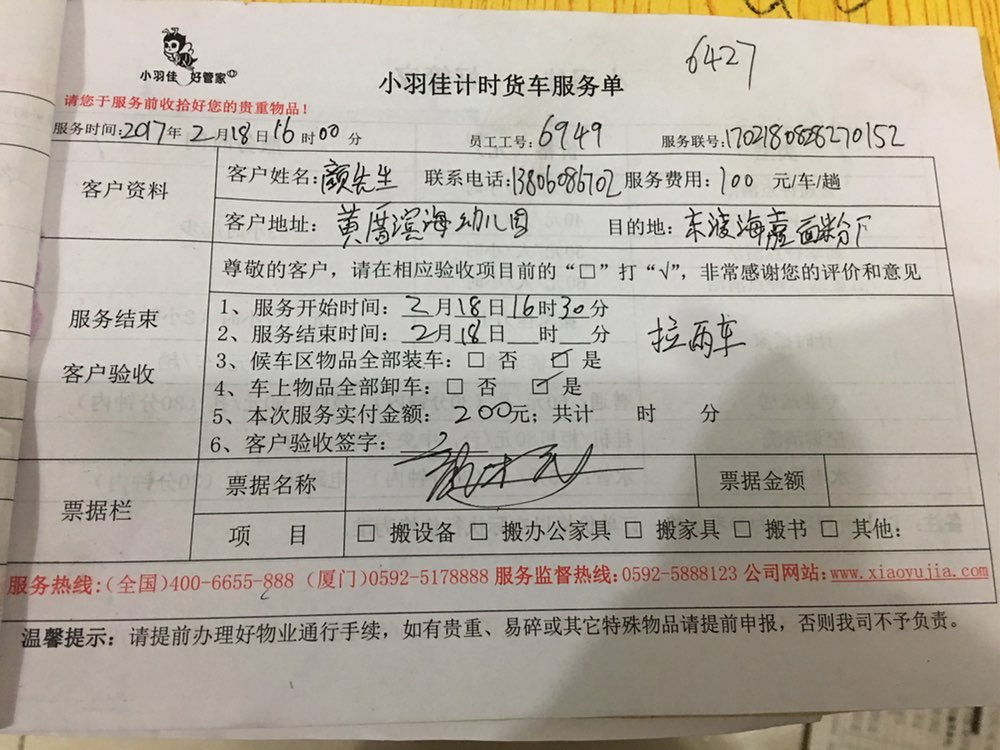 6427
小羽佳 好管家
小羽佳计时货车服务单
请您于服务前收拾好您的贵重物品！
服务时间:2017年 2月18日16时00分 员工工号:6949 服务联号:1702180828270152
客户资料
客户姓名:颜先生 联系电话:13806086702 服务费用:100 元/车/趟
客户地址: 黄厝滨海幼儿园 目的地: 东渡海嘉面粉厂
服务结束
客户验收
尊敬的客户，请在相应验收项目前的“□”打“√”，非常感谢您的评价和意见
1、服务开始时间: 2月18日16时30分
2、服务结束时间: 2月18日__时__分
拉两车
3、候车区物品全部装车: □ 否 ☑ 是
4、车上物品全部卸车: □ 否 ☑ 是
5、本次服务实付金额: 200元; 共计 时 分
6、客户验收签字:
票据栏
票据名称 票据金额
项 目 □ 搬设备 □ 搬办公家具 □ 搬家具 □ 搬书 □ 其他:
服务热线:(全国)400-6655-888 (厦门)0592-5178888 服务监督热线:0592-5888123 公司网站:www.xiaoyujia.com
温馨提示: 请提前办理好物业通行手续，如有贵重、易碎或其它特殊物品请提前申报，否则我司不予负责。